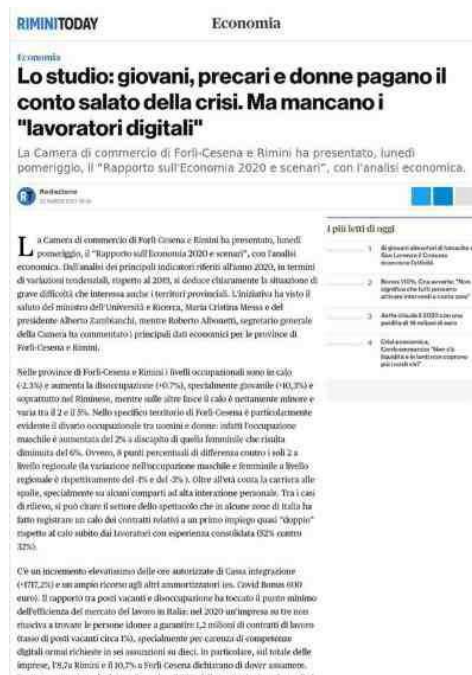 RIMINITODAY
Economia
Economia
Lo studio: giovani, precari e donne pagano il
conto salato della crisi. Ma mancano i
"lavoratori digitali"
La Camera di commercio di Forlì-Cesena e Rimini ha presentato, lunedì
pomeriggio, il "Rapporto sull'Economia 2020 e scenari", con l'analisi economica.
RT
Redazione
I più letti di oggi
La Camera di commercio di Forlì-Cesena e Rimini ha presentato, lunedì
pomeriggio, il "Rapporto sull'Economia 2020 e scenari", con l'analisi
economica. Dall'analisi dei principali indicatori riferiti all'anno 2020, in termini
di variazioni tendenziali, rispetto al 2019, si deduce chiaramente la situazione di
grave difficoltà che interessa anche i territori provinciali. L'iniziativa ha visto il
saluto del ministro dell'Università e Ricerca, Maria Cristina Messa e del
presidente Alberto Zambianchi, mentre Roberto Albonetti, segretario generale
della Camera ha commentato i principali dati economici per le province di
Forlì-Cesena e Rimini.
Nelle province di Forlì-Cesena e Rimini i livelli occupazionali sono in calo
(-2,3%) e aumenta la disoccupazione (+0,7%), specialmente giovanile (+10,3%) e
soprattutto nel Riminese, mentre sulle altre fasce il calo è nettamente minore e
varia tra il 2 e il 5%. Nello specifico territorio di Forlì-Cesena è particolarmente
evidente il divario occupazionale tra uomini e donne: infatti l'occupazione
maschile è aumentata del 2% a discapito di quella femminile che risulta
diminuita del 6%. Ovvero, 8 punti percentuali di differenza contro i soli 2 a
livello regionale (la variazione nell'occupazione maschile e femminile a livello
regionale è rispettivamente del -1% e del -3% ). Oltre all'età conta la carriera alle
spalle, specialmente su alcuni comparti ad alta interazione personale. Tra i casi
di rilievo, si può citare il settore dello spettacolo che in alcune zone di Italia ha
fatto registrare un calo dei contratti relativi a un primo impiego quasi "doppio"
rispetto al calo subito dai lavoratori con esperienza consolidata (52% contro
32%).
C'è un incremento elevatissimo delle ore autorizzate di Cassa integrazione
(+1717,2%) e un ampio ricorso agli altri ammortizzatori (es. Covid Bonus 600
euro). Il rapporto tra posti vacanti e disoccupazione ha toccato il punto minimo
dell'efficienza del mercato del lavoro in Italia: nel 2020 un'impresa su tre non
riusciva a trovare le persone idonee a garantire 1,2 milioni di contratti di lavoro
(tasso di posti vacanti circa 1%), specialmente per carenza di competenze
digitali ormai richieste in sei assunzioni su dieci. In particolare, sul totale delle
imprese, l'8,7a Rimini e il 10,7% a Forlì Cesena dichiarano di dover assumere.